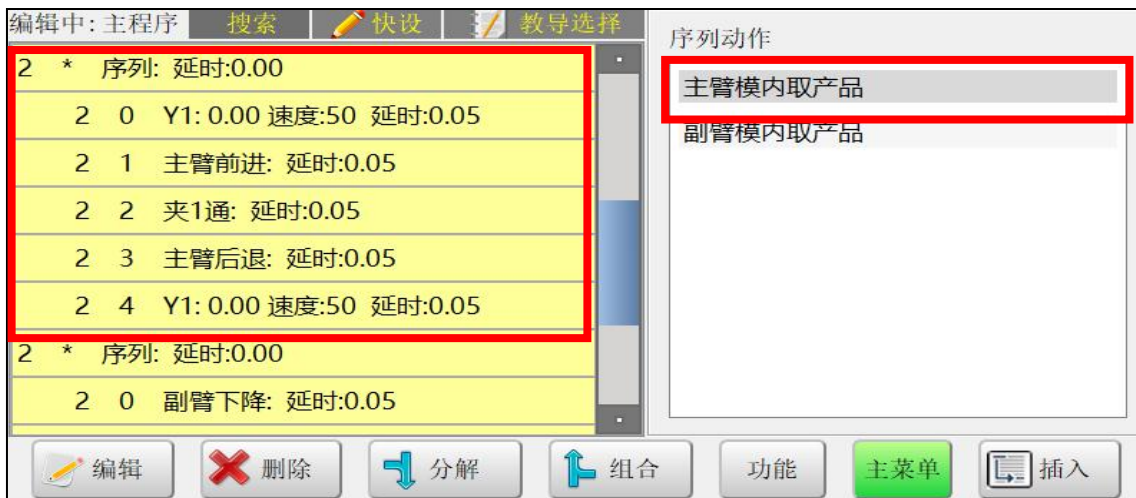 编辑中:主程序 搜索 快设 教导选择
2 * 序列: 延时:0.00
2 0 Y1: 0.00 速度:50 延时:0.05
2 1 主臂前进: 延时:0.05
2 2 夹1通: 延时:0.05
2 3 主臂后退: 延时:0.05
2 4 Y1: 0.00 速度:50 延时:0.05
2 * 序列: 延时:0.00
2 0 副臂下降: 延时:0.05
序列动作
主臂模内取产品
副臂模内取产品
编辑 删除 分解 组合 功能 主菜单 插入